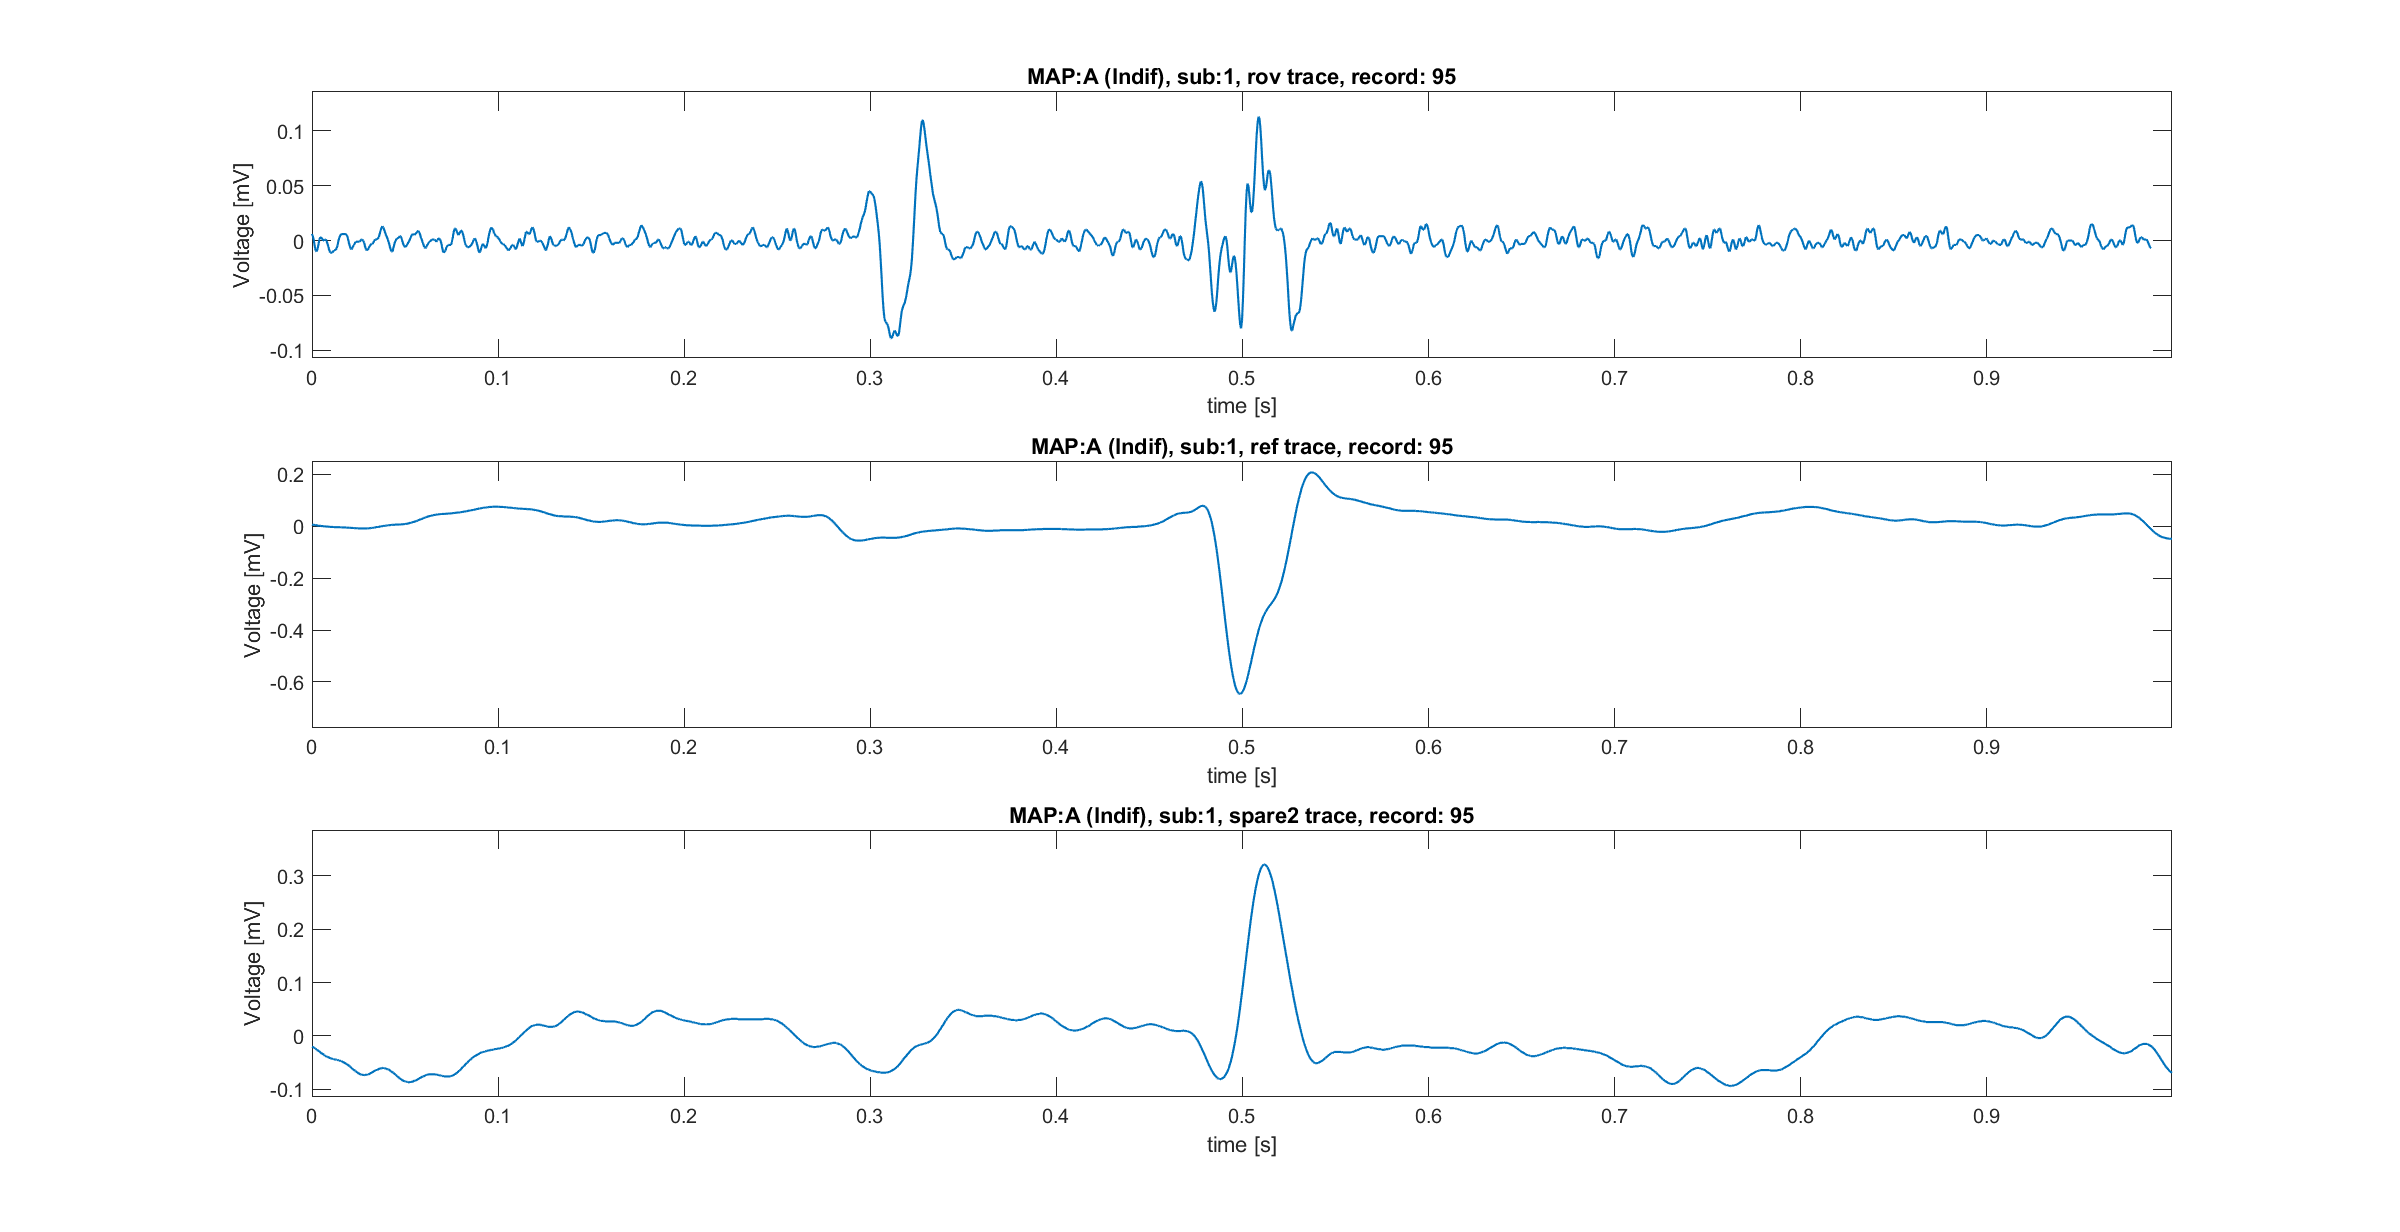 MAP:A (Indif), sub:1, rov trace, record: 95
Voltage [mV]
0.1
0.05
0
-0.05
-0.1
0 0.1 0.2 0.3 0.4 0.5 0.6 0.7 0.8 0.9
time [s]
MAP:A (Indif), sub:1, ref trace, record: 95
Voltage [mV]
0.2
0
-0.2
-0.4
-0.6
0 0.1 0.2 0.3 0.4 0.5 0.6 0.7 0.8 0.9
time [s]
MAP:A (Indif), sub:1, spare2 trace, record: 95
Voltage [mV]
0.3
0.2
0.1
0
-0.1
0 0.1 0.2 0.3 0.4 0.5 0.6 0.7 0.8 0.9
time [s]